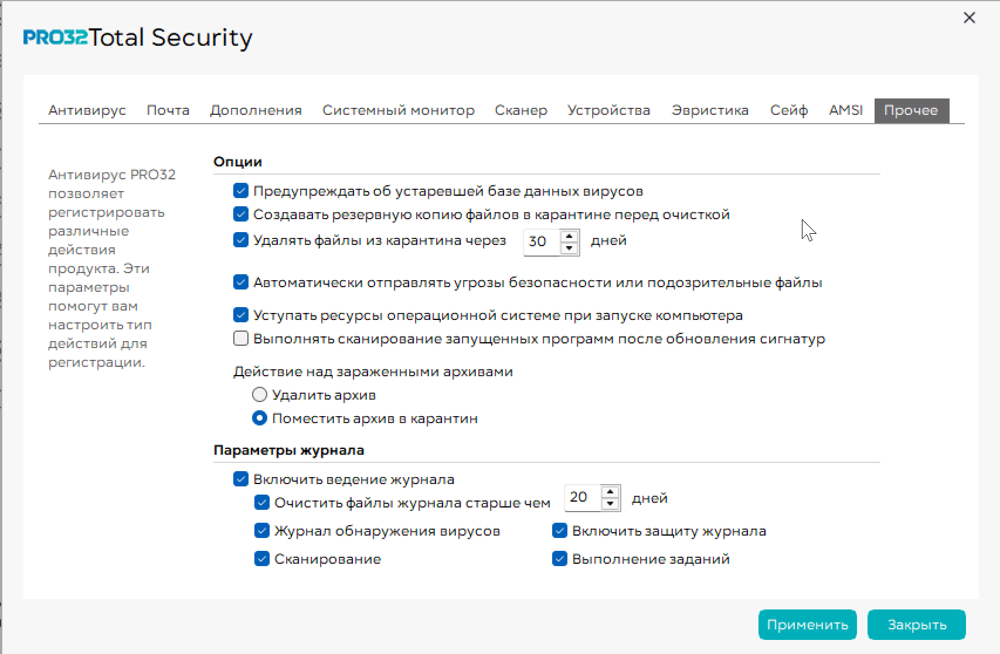 PRO32 Total Security
Антивирус Почта Дополнения Системный монитор Сканер Устройства Эвристика Сейф AMSI Прочее
Антивирус PRO32
позволяет
регистрировать
различные
действия
продукта. Эти
параметры
помогут вам
настроить тип
действий для
регистрации.
Опции
Предупреждать об устаревшей базе данных вирусов
Создавать резервную копию файлов в карантине перед очисткой
Удалять файлы из карантина через 30 дней
Автоматически отправлять угрозы безопасности или подозрительные файлы
Уступать ресурсы операционной системе при запуске компьютера
Выполнять сканирование запущенных программ после обновления сигнатур
Действие над зараженными архивами
Удалить архив
Поместить архив в карантин
Параметры журнала
Включить ведение журнала
Очистить файлы журнала старше чем 20 дней
Журнал обнаружения вирусов Включить защиту журнала
Сканирование Выполнение заданий
Применить Закрыть